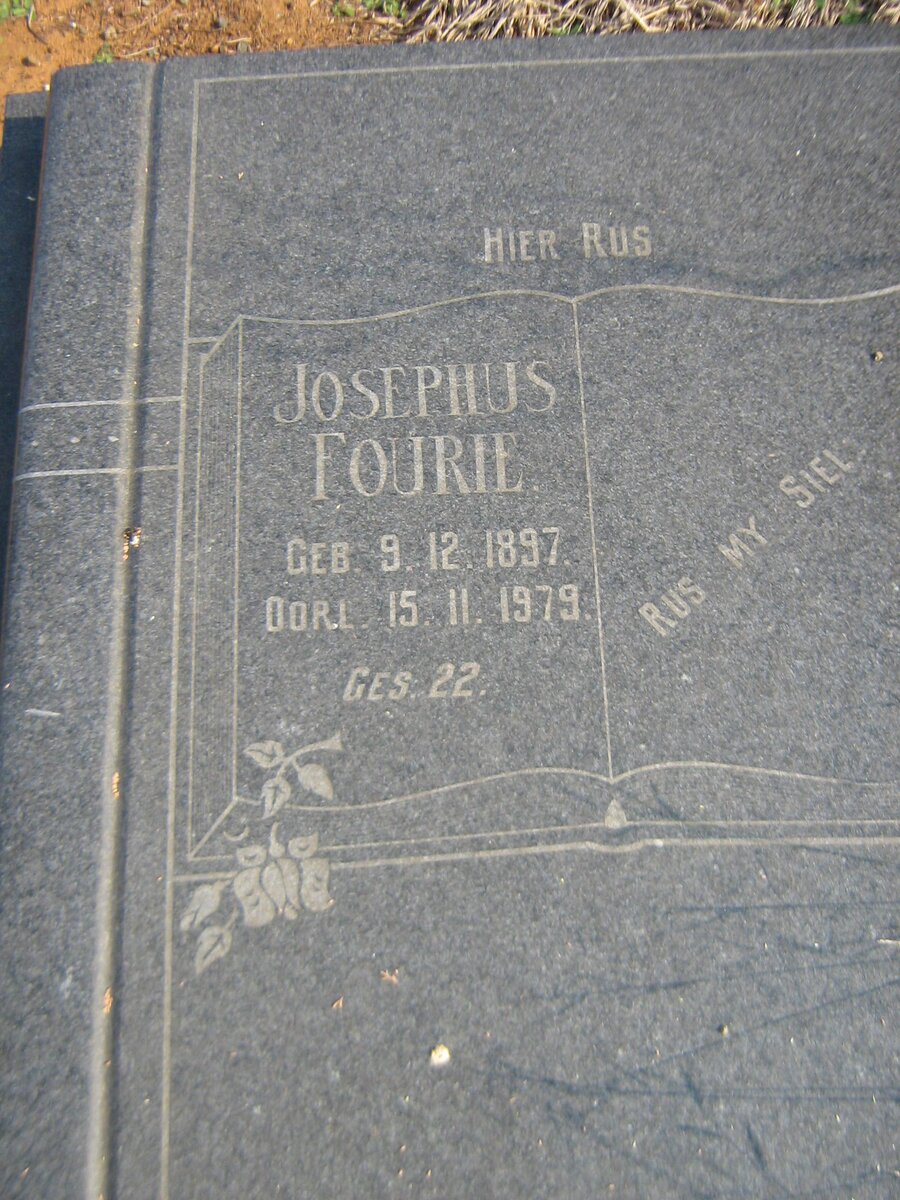 HIER RUS
JOSEPHUS
FOURIE.
GEB. 9. 12. 1897.
OORL. 15. 11. 1979.
GES. 22.
RUS MY SIEL